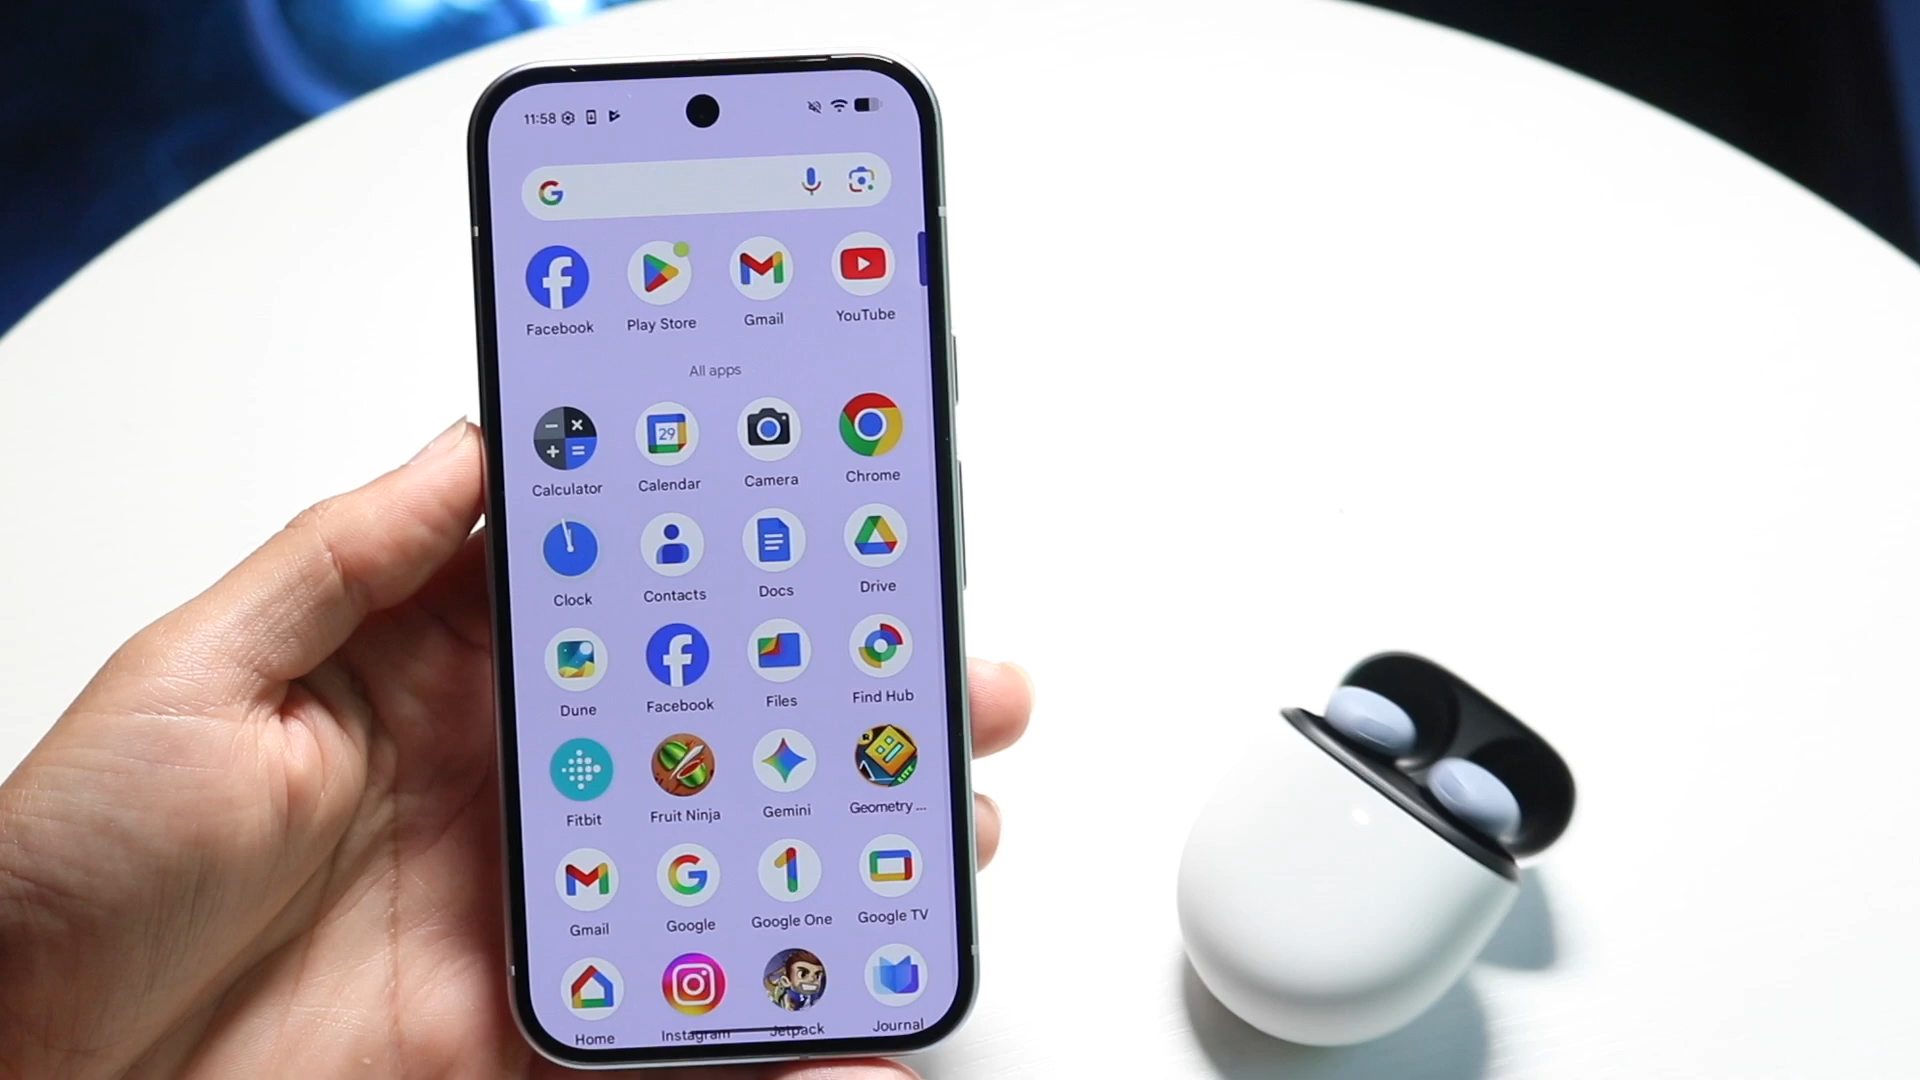 11:58
Facebook Play Store Gmail YouTube
All apps
29
Calculator Calendar Camera Chrome
Clock Contacts Docs Drive
Dune Facebook Files Find Hub
Fitbit Fruit Ninja Gemini Geometry ...
Gmail Google Google One Google TV
Home Instagram Jetpack Journal